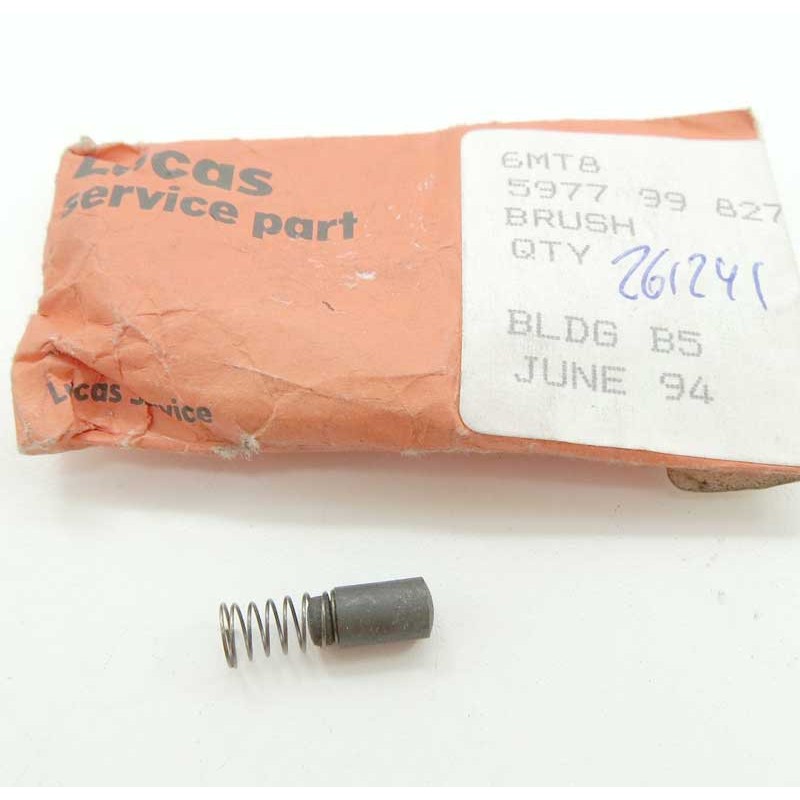 Lucas
service part
Lucas service
6MT8
5977 99 827
BRUSH
QTY 261241
BLDG B5
JUNE 94